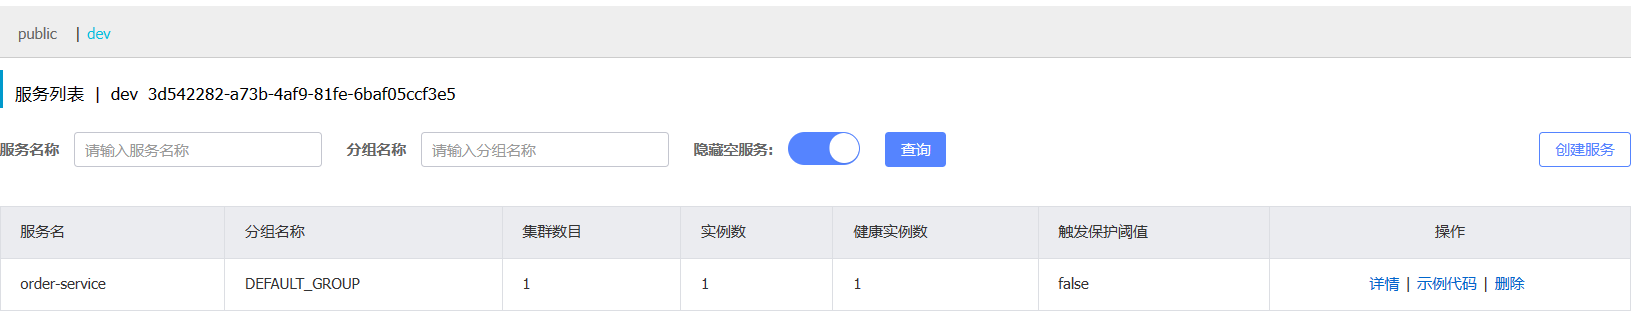 public | dev
服务列表 | dev 3d542282-a73b-4af9-81fe-6baf05ccf3e5
服务名称 请输入服务名称 分组名称 请输入分组名称 隐藏空服务: 查询 创建服务
服务名 分组名称 集群数目 实例数 健康实例数 触发保护阈值 操作
order-service DEFAULT_GROUP 1 1 1 false 详情 | 示例代码 | 删除